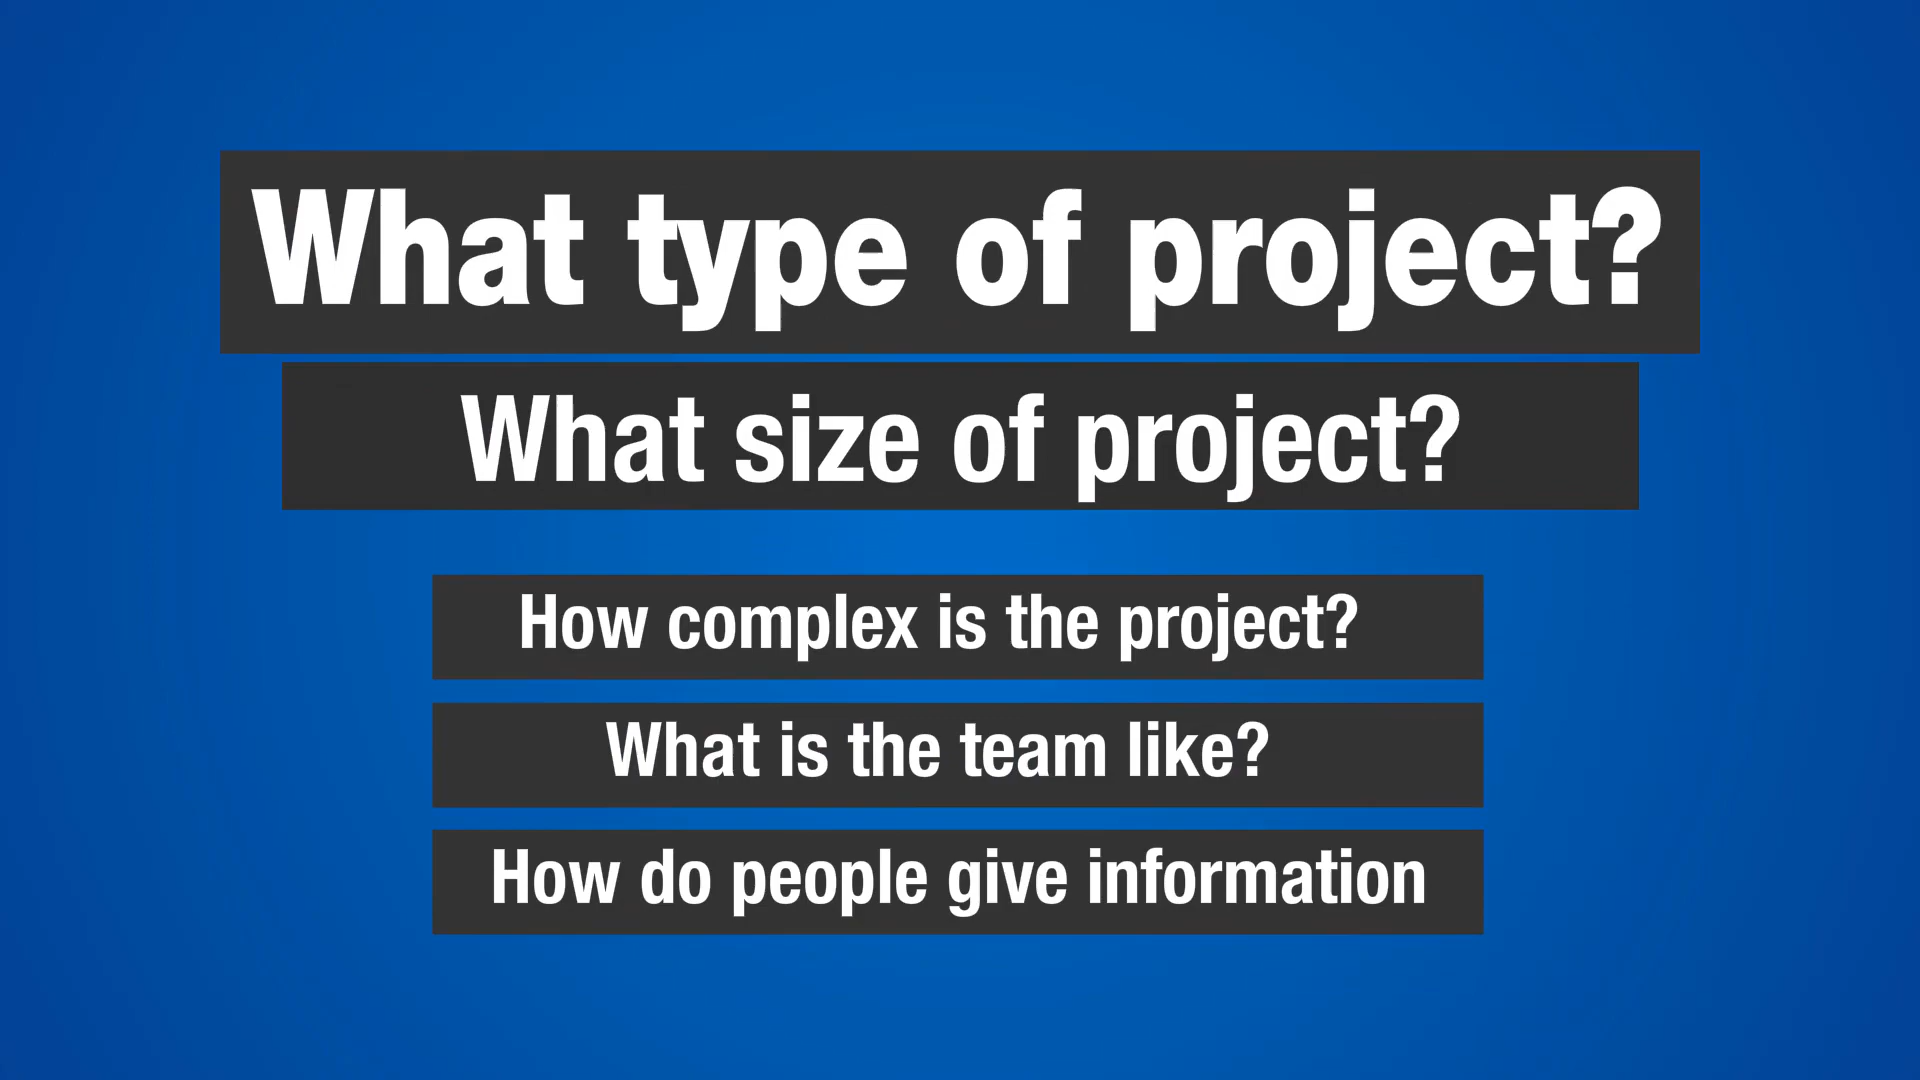 What type of project?
What size of project?
How complex is the project?
What is the team like?
How do people give information